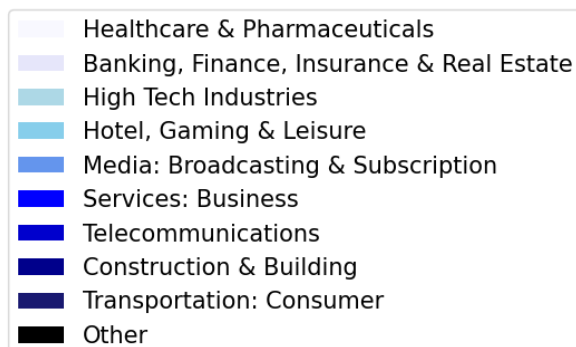 Healthcare & Pharmaceuticals
Banking, Finance, Insurance & Real Estate
High Tech Industries
Hotel, Gaming & Leisure
Media: Broadcasting & Subscription
Services: Business
Telecommunications
Construction & Building
Transportation: Consumer
Other